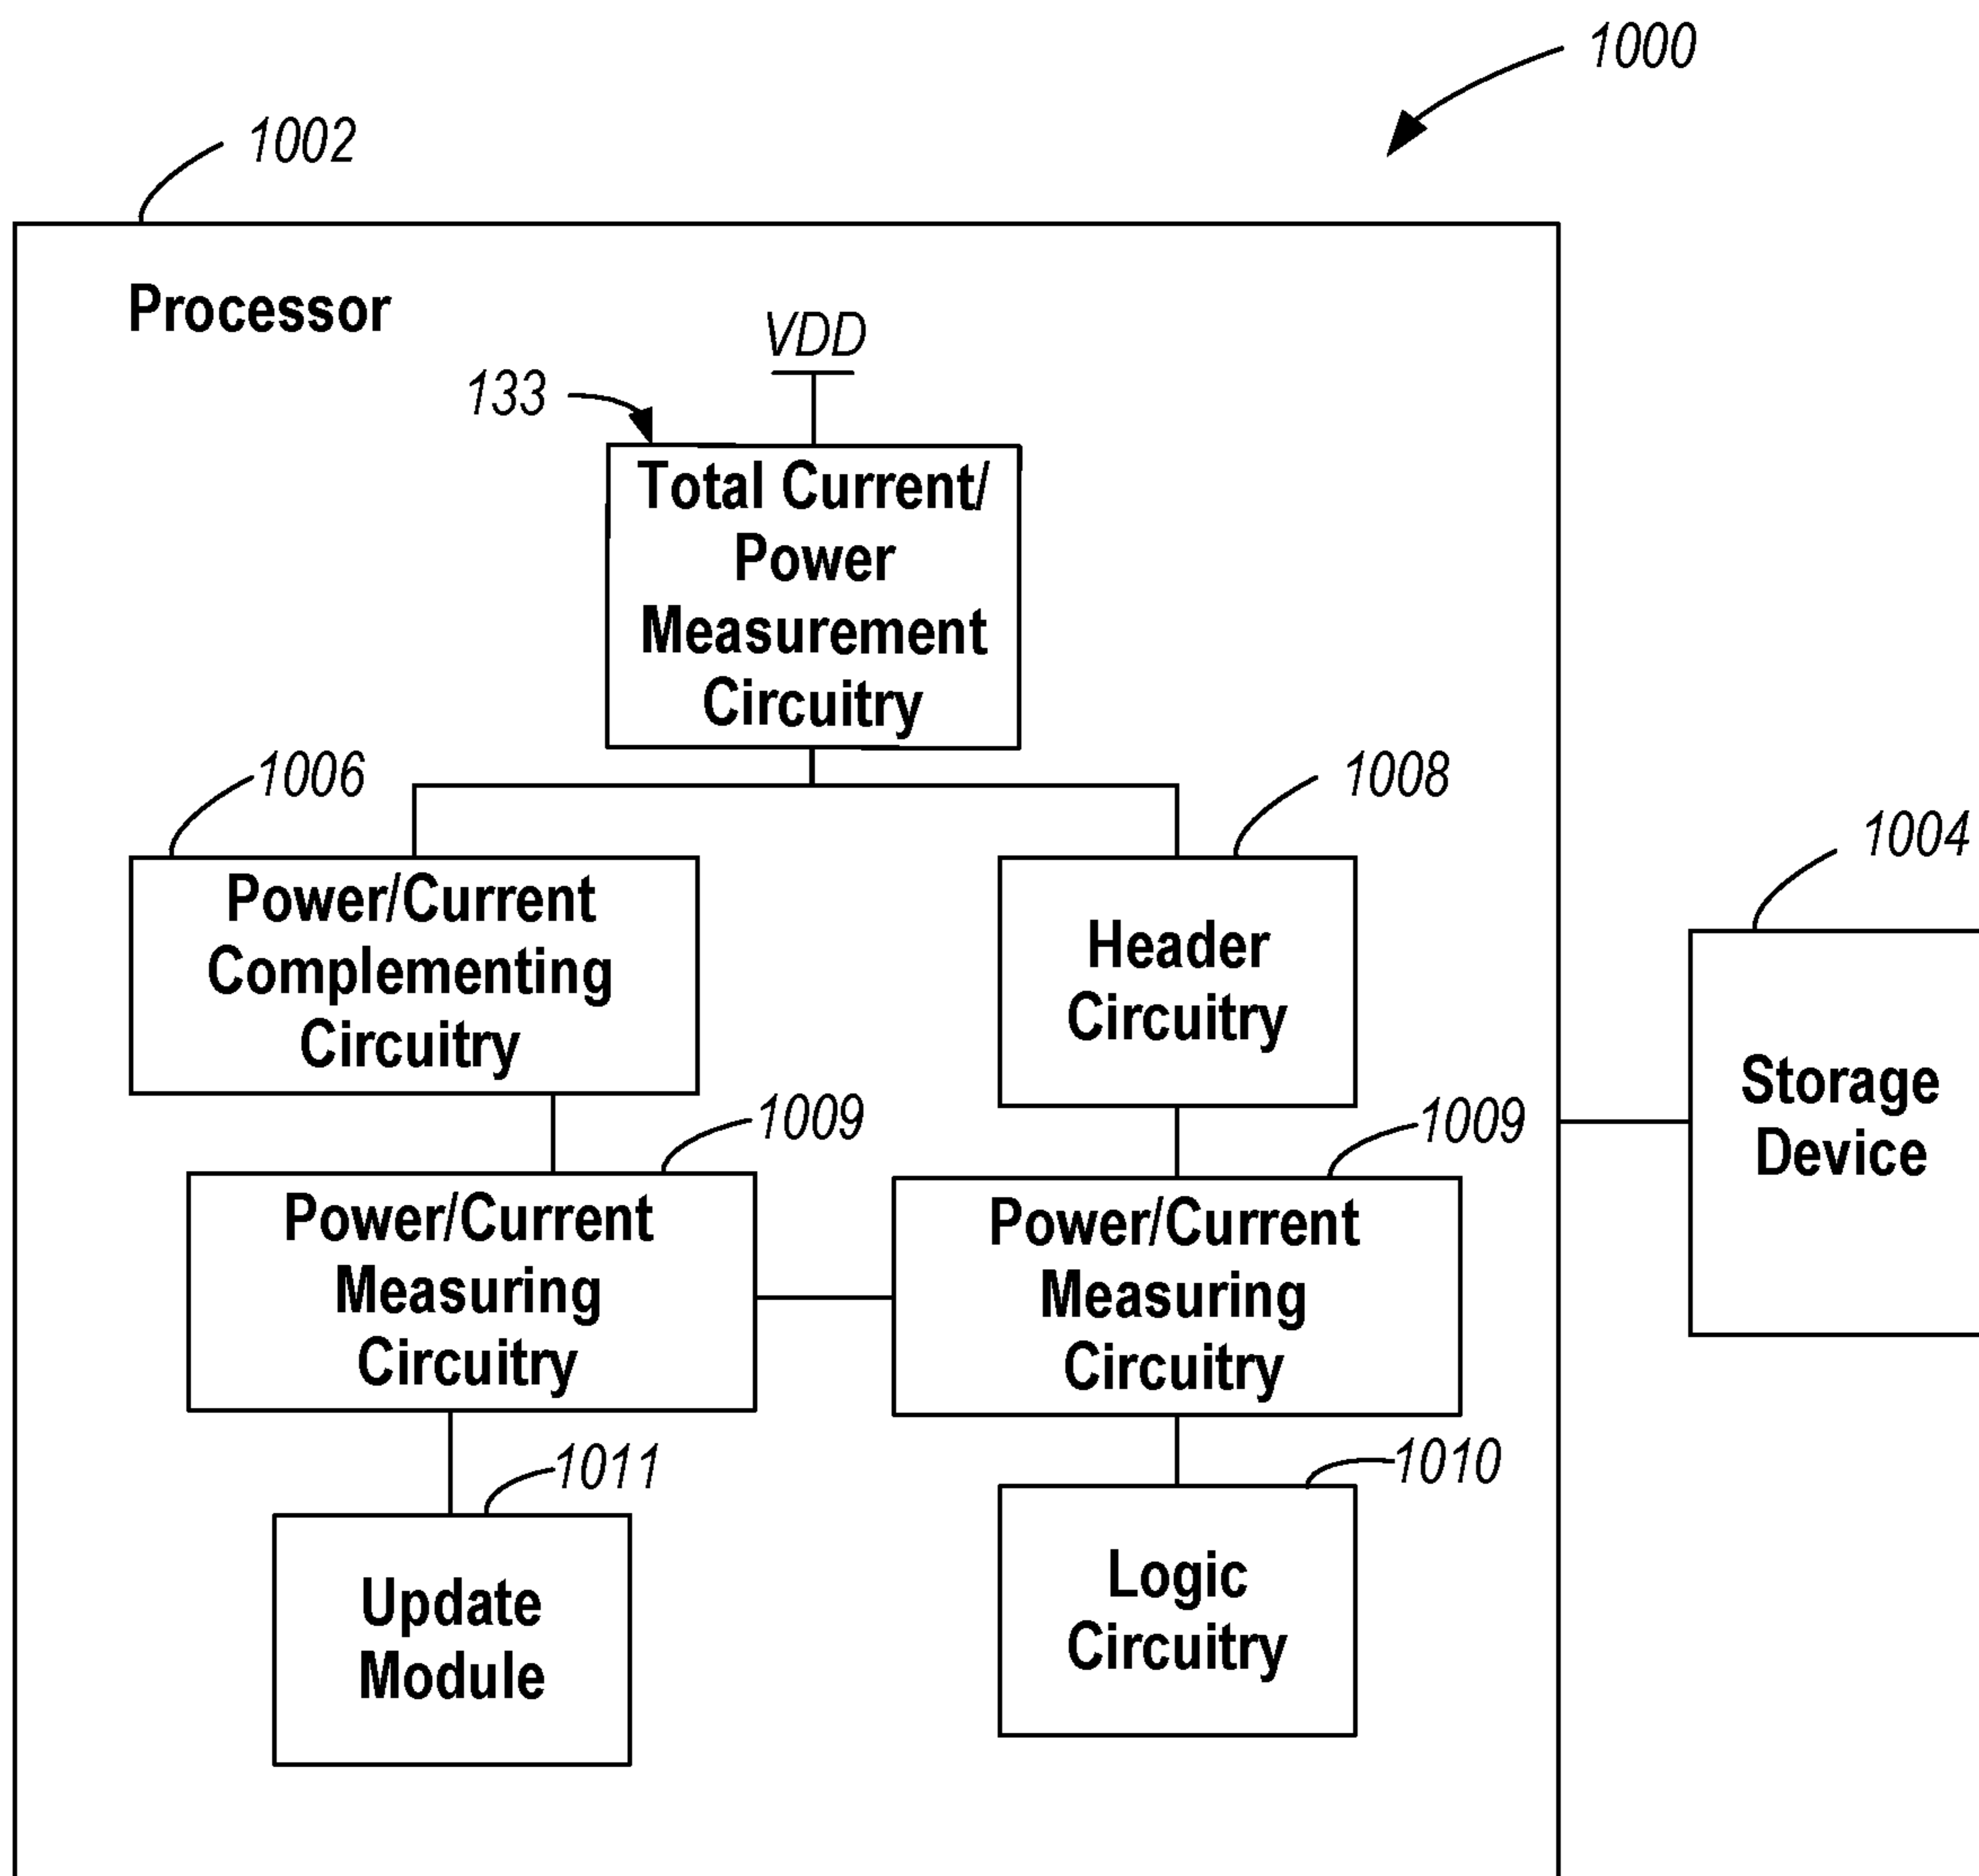 1000
1002
Processor
VDD
133
Total Current/
Power
Measurement
Circuitry
1006
1008
1004
Power/Current
Complementing
Circuitry
Header
Circuitry
Storage
Device
1009
1009
Power/Current
Measuring
Circuitry
Power/Current
Measuring
Circuitry
1011
1010
Update
Module
Logic
Circuitry